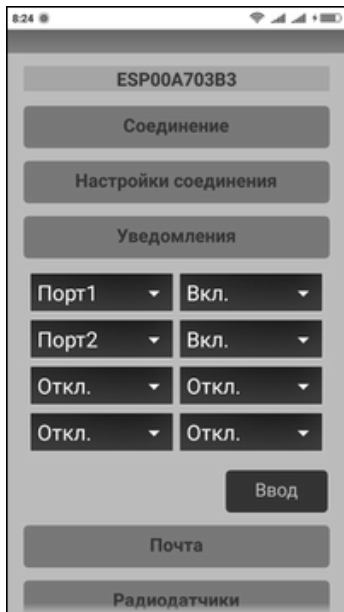 8:24
ESP00A703B3
Соединение
Настройки соединения
Уведомления
Порт1 Вкл.
Порт2 Вкл.
Откл. Откл.
Откл. Откл.
Ввод
Почта
Радиодатчики